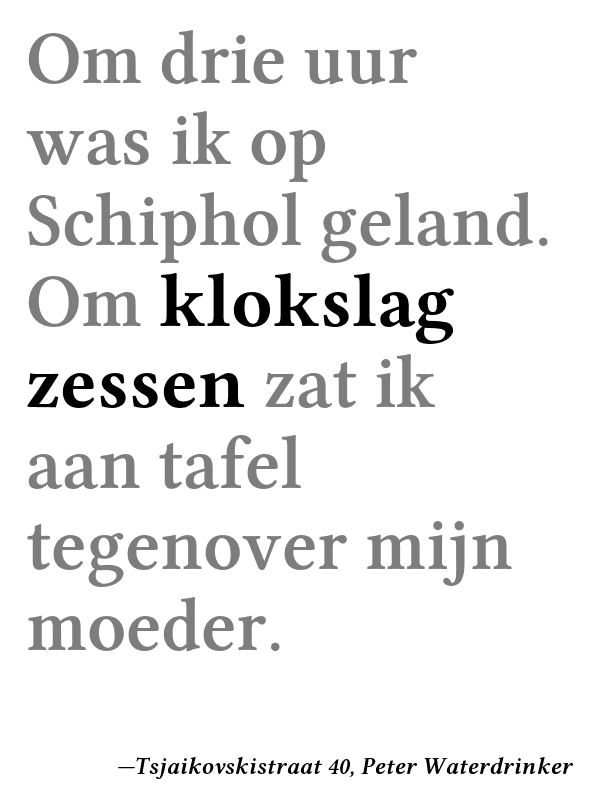 Om drie uur
was ik op
Schiphol geland.
Om klokslag
zessen zat ik
aan tafel
tegenover mijn
moeder.
—Tsjaikovskistraat 40, Peter Waterdrinker